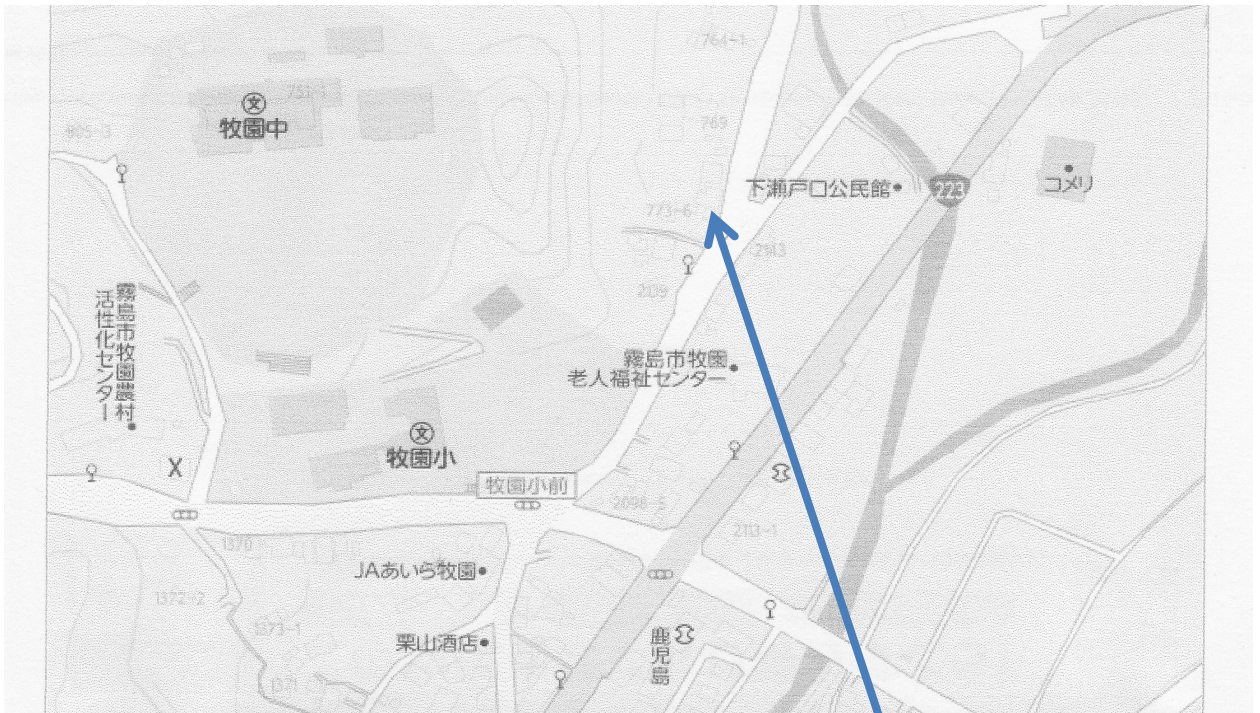 764-1
751-1
牧園中
769
805-3
下瀬戸口公民館
223
コメリ
773-6
2143
2139
霧島市牧園農村
活性化センター
霧島市牧園
老人福祉センター
牧園小
牧園小前
2098-5
2113-1
1370
JAあいら牧園
1372-2
1373-1
栗山酒店
鹿児島
1371